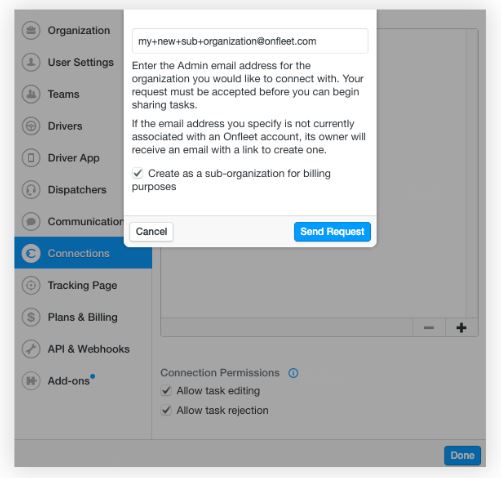 my+new+sub+organization@onfleet.com
Enter the Admin email address for the
organization you would like to connect with. Your
request must be accepted before you can begin
sharing tasks.
If the email address you specify is not currently
associated with an Onfleet account, its owner will
receive an email with a link to create one.
Create as a sub-organization for billing
purposes
Cancel
Send Request
Organization
User Settings
Teams
Drivers
Driver App
Dispatchers
Communication
Connections
Tracking Page
Plans & Billing
API & Webhooks
Add-ons
Connection Permissions
Allow task editing
Allow task rejection
Done